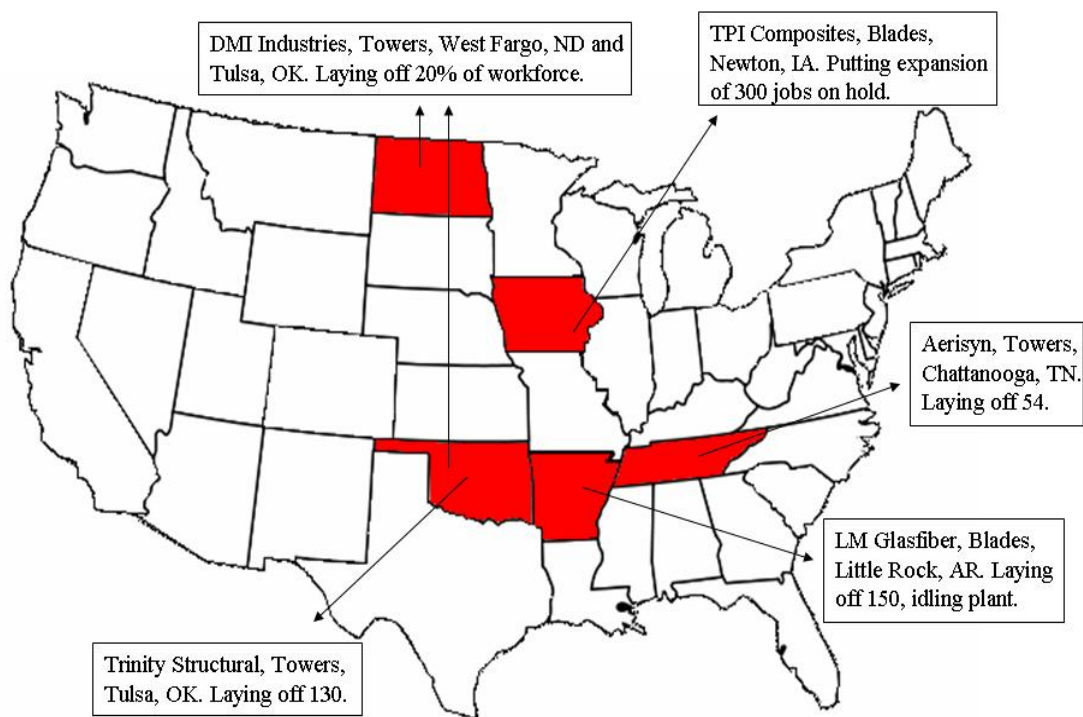 DMI Industries, Towers, West Fargo, ND and
Tulsa, OK. Laying off 20% of workforce.
TPI Composites, Blades,
Newton, IA. Putting expansion
of 300 jobs on hold.
Aerisyn, Towers,
Chattanooga, TN.
Laying off 54.
LM Glasfiber, Blades,
Little Rock, AR. Laying
off 150, idling plant.
Trinity Structural, Towers,
Tulsa, OK. Laying off 130.